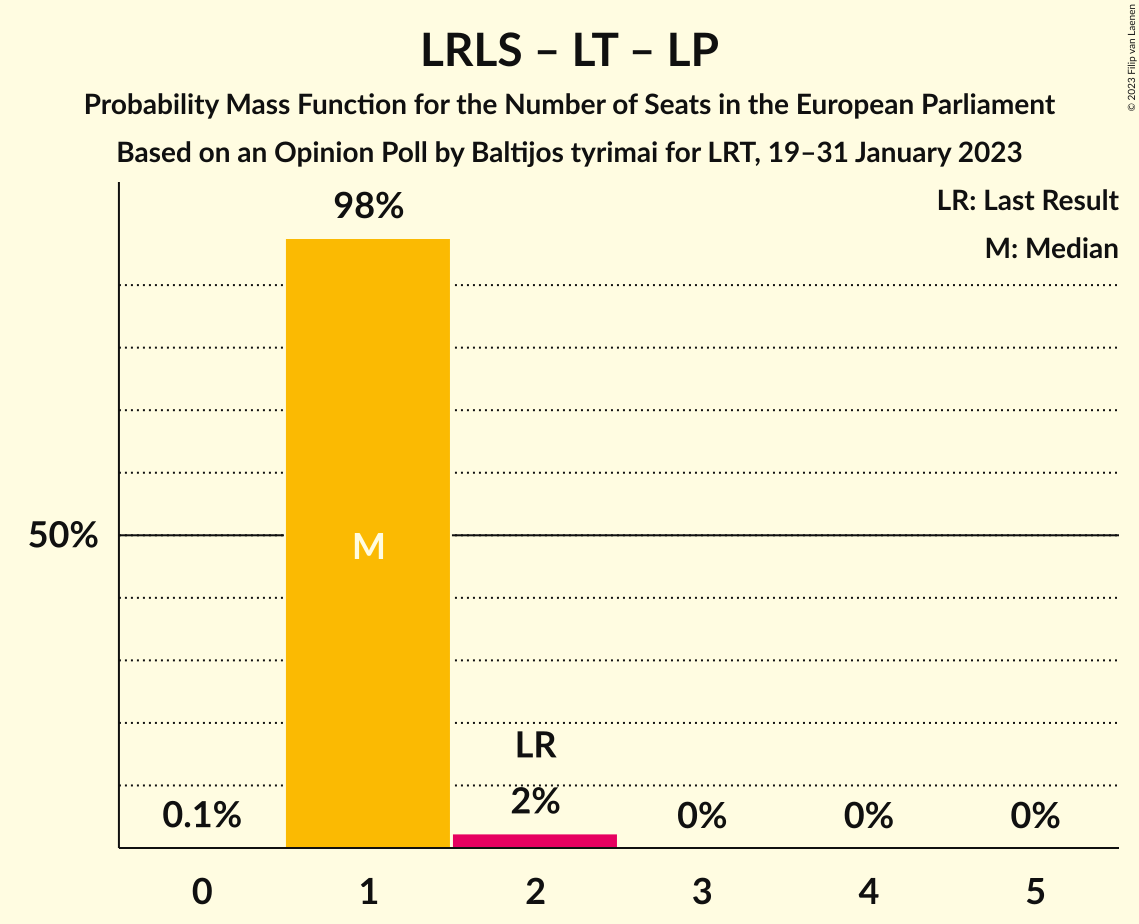 LRLS – LT – LP
Probability Mass Function for the Number of Seats in the European Parliament
Based on an Opinion Poll by Baltijos tyrimai for LRT, 19–31 January 2023
© 2023 Filip van Laenen
LR: Last Result
M: Median
98%
50%
M
LR
0.1%
2%
0%
0%
0%
0 1 2 3 4 5